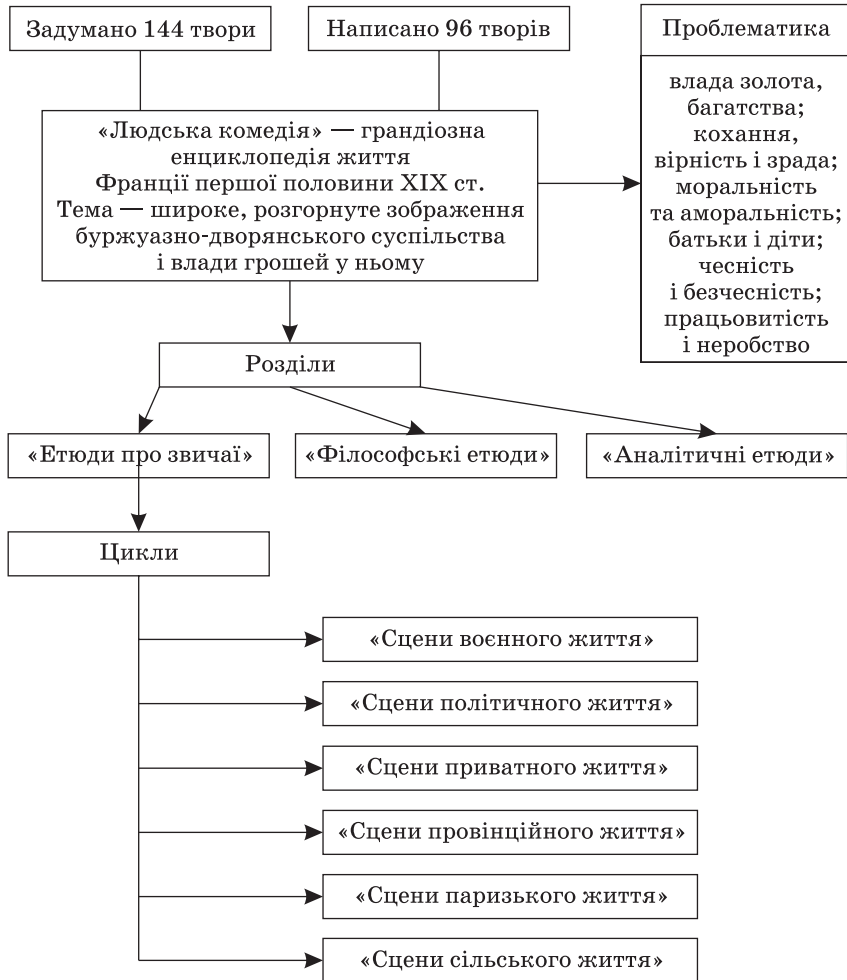 Задумано 144 твори
Написано 96 творів
Проблематика
влада золота,
багатства;
кохання,
вірність і зрада;
моральність
та аморальність;
батьки і діти;
чесність
і безчесність;
працьовитість
і неробство
«Людська комедія» — грандіозна
енциклопедія життя
Франції першої половини XIX ст.
Тема — широке, розгорнуте зображення
буржуазно-дворянського суспільства
і влади грошей у ньому
Розділи
«Етюди про звичаї»
«Філософські етюди»
«Аналітичні етюди»
Цикли
«Сцени воєнного життя»
«Сцени політичного життя»
«Сцени приватного життя»
«Сцени провінційного життя»
«Сцени паризького життя»
«Сцени сільського життя»